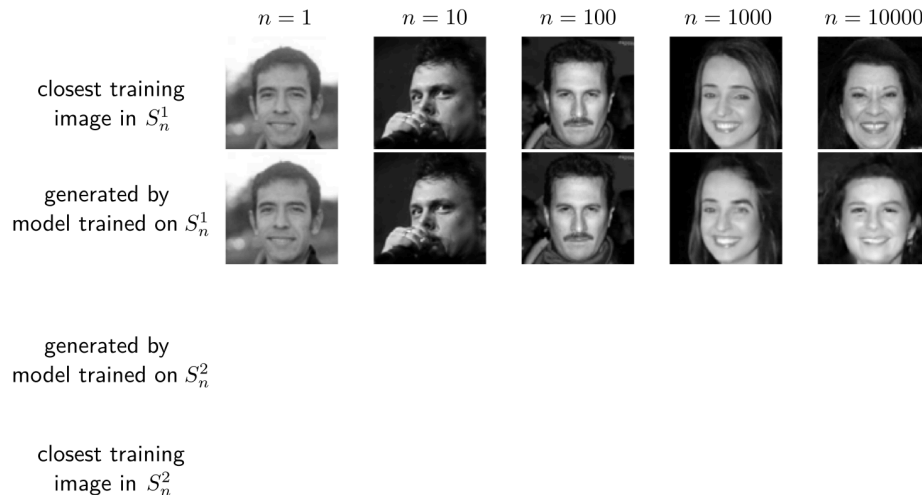 n = 1 n = 10 n = 100 n = 1000 n = 10000
closest training
image in S_n^1
generated by
model trained on S_n^1
generated by
model trained on S_n^2
closest training
image in S_n^2